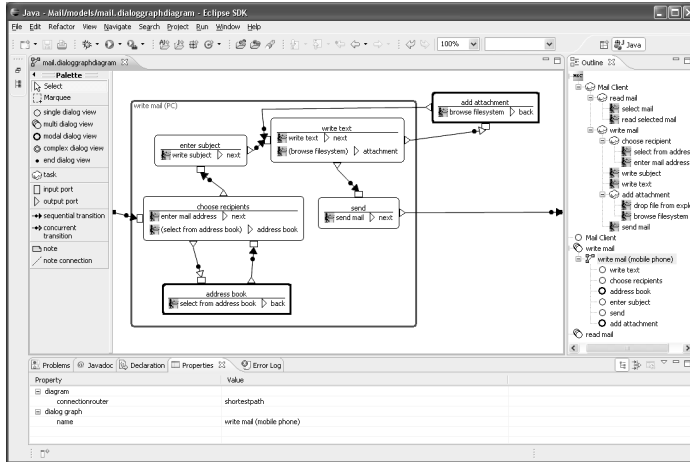 Java - Mail/models/mail.dialoggraphdiagram - Eclipse SDK
File Edit Refactor View Navigate Search Project Run Window Help
100%
Java
mail.dialoggraphdiagram
Palette
Select
Marquee
single dialog view
multi dialog view
modal dialog view
complex dialog view
end dialog view
task
input port
output port
sequential transition
concurrent
transition
note
note connection
write mail (PC)
add attachment
browse filesystem back
write text
write text next
(browse filesystem) attachment
enter subject
write subject next
choose recipients
enter mail address next
(select from address book) address book
send
send mail next
address book
select from address book back
Outline
Mail Client
read mail
select mail
read selected mail
write mail
choose recipient
select from addres
enter mail address
write subject
write text
add attachment
drop file from explo
browse filesystem
send mail
Mail Client
write mail
write mail (mobile phone)
write text
choose recipients
address book
enter subject
send
add attachment
read mail
Problems Javadoc Declaration Properties Error Log
Property Value
diagram
connectionrouter shortestpath
dialog graph
name write mail (mobile phone)